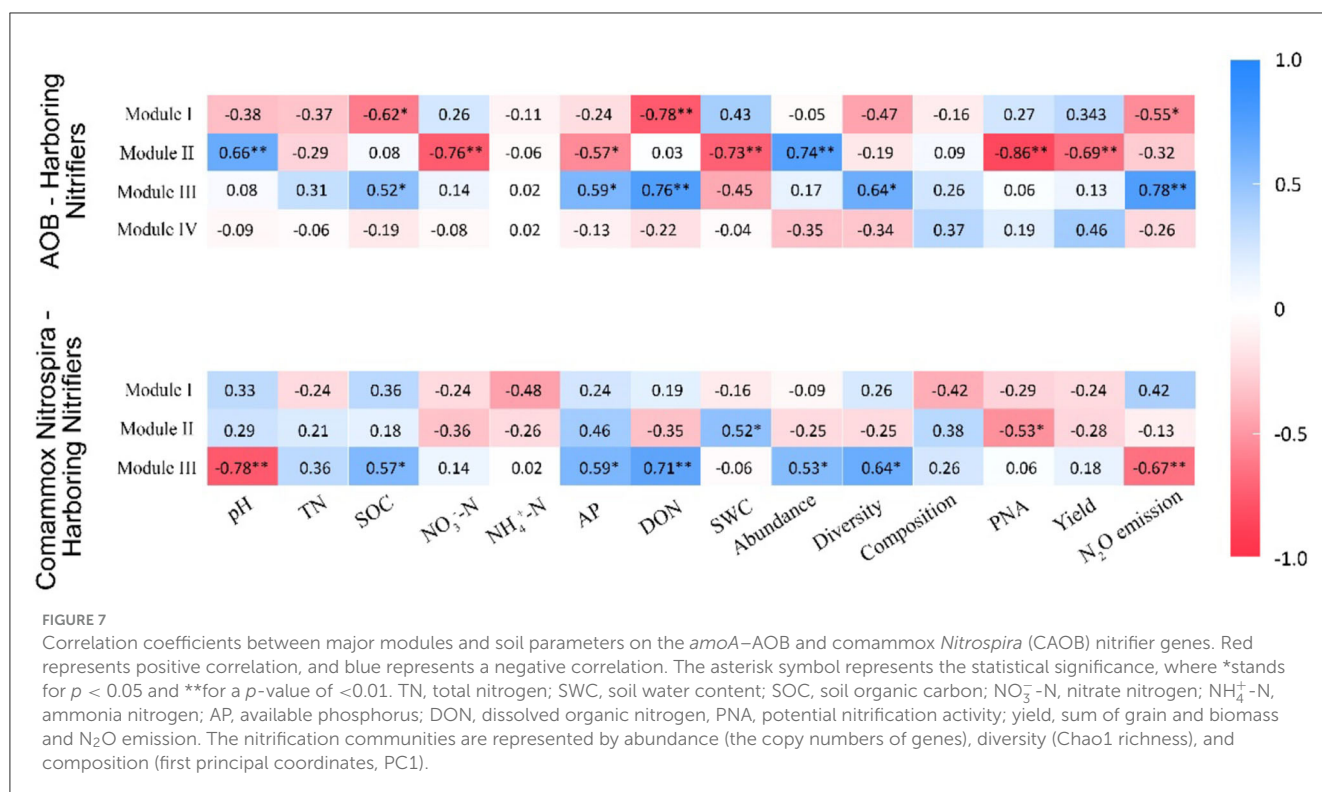 AOB - Harboring
Nitrifiers
Module I -0.38 -0.37 -0.62* 0.26 -0.11 -0.24 -0.78** 0.43 -0.05 -0.47 -0.16 0.27 0.343 -0.55*
Module II 0.66** -0.29 0.08 -0.76** -0.06 -0.57* 0.03 -0.73** 0.74** -0.19 0.09 -0.86** -0.69** -0.32
Module III 0.08 0.31 0.52* 0.14 0.02 0.59* 0.76** -0.45 0.17 0.64* 0.26 0.06 0.13 0.78**
Module IV -0.09 -0.06 -0.19 -0.08 0.02 -0.13 -0.22 -0.04 -0.35 -0.34 0.37 0.19 0.46 -0.26
Comammox Nitrospira -
Harboring Nitrifiers
Module I 0.33 -0.24 0.36 -0.24 -0.48 0.24 0.19 -0.16 -0.09 0.26 -0.42 -0.29 -0.24 0.42
Module II 0.29 0.21 0.18 -0.36 -0.26 0.46 -0.35 0.52* -0.25 -0.25 0.38 -0.53* -0.28 -0.13
Module III -0.78** 0.36 0.57* 0.14 0.02 0.59* 0.71** -0.06 0.53* 0.64* 0.26 0.06 0.18 -0.67**
pH TN SOC NO₃⁻-N NH₄⁺-N AP DON SWC Abundance Diversity Composition PNA Yield N₂O emission
1.0
0.5
0
-0.5
-1.0
FIGURE 7
Correlation coefficients between major modules and soil parameters on the amoA–AOB and comammox Nitrospira (CAOB) nitrifier genes. Red
represents positive correlation, and blue represents a negative correlation. The asterisk symbol represents the statistical significance, where *stands
for p < 0.05 and **for a p-value of <0.01. TN, total nitrogen; SWC, soil water content; SOC, soil organic carbon; NO₃⁻-N, nitrate nitrogen; NH₄⁺-N,
ammonia nitrogen; AP, available phosphorus; DON, dissolved organic nitrogen, PNA, potential nitrification activity; yield, sum of grain and biomass
and N₂O emission. The nitrification communities are represented by abundance (the copy numbers of genes), diversity (Chao1 richness), and
composition (first principal coordinates, PC1).